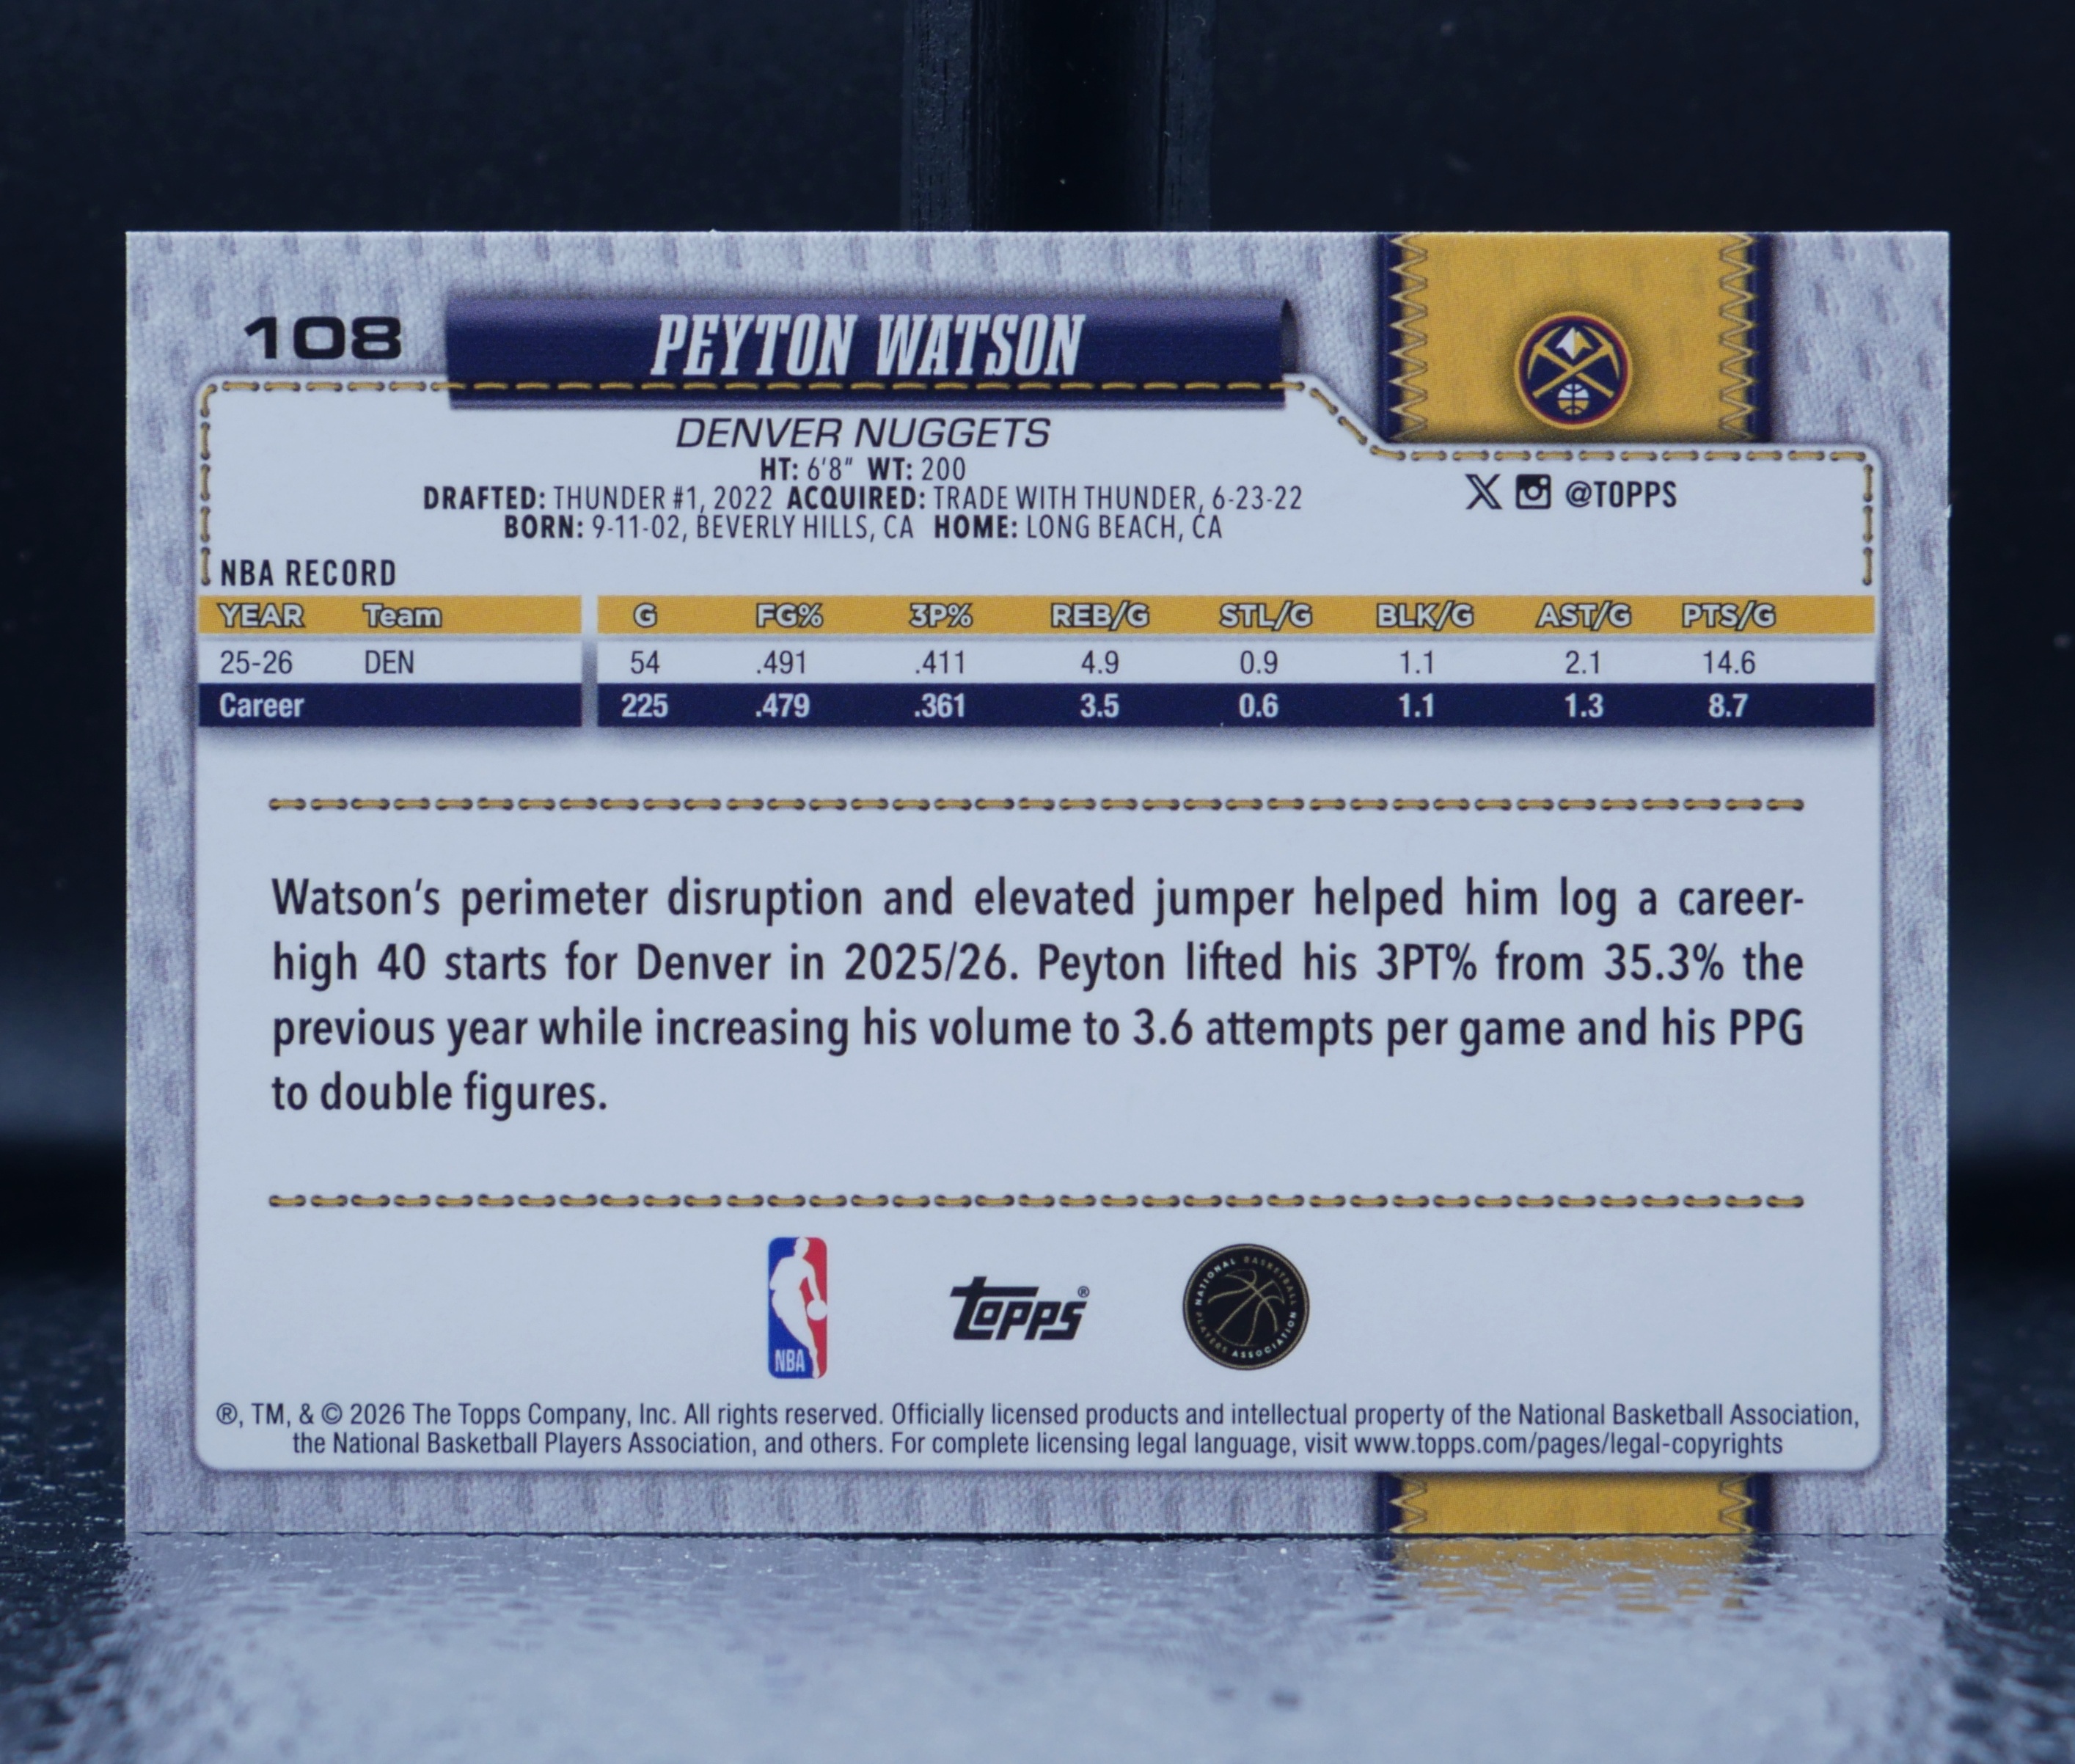 108
PEYTON WATSON
DENVER NUGGETS
HT: 6'8" WT: 200
DRAFTED: THUNDER #1, 2022 ACQUIRED: TRADE WITH THUNDER, 6-23-22
BORN: 9-11-02, BEVERLY HILLS, CA HOME: LONG BEACH, CA
@TOPPS
NBA RECORD
YEAR Team G FG% 3P% REB/G STL/G BLK/G AST/G PTS/G
25-26 DEN 54 .491 .411 4.9 0.9 1.1 2.1 14.6
Career 225 .479 .361 3.5 0.6 1.1 1.3 8.7
Watson's perimeter disruption and elevated jumper helped him log a career-
high 40 starts for Denver in 2025/26. Peyton lifted his 3PT% from 35.3% the
previous year while increasing his volume to 3.6 attempts per game and his PPG
to double figures.
NBA
topps®
NATIONAL BASKETBALL PLAYERS ASSOCIATION
®, TM, & © 2026 The Topps Company, Inc. All rights reserved. Officially licensed products and intellectual property of the National Basketball Association,
the National Basketball Players Association, and others. For complete licensing legal language, visit www.topps.com/pages/legal-copyrights